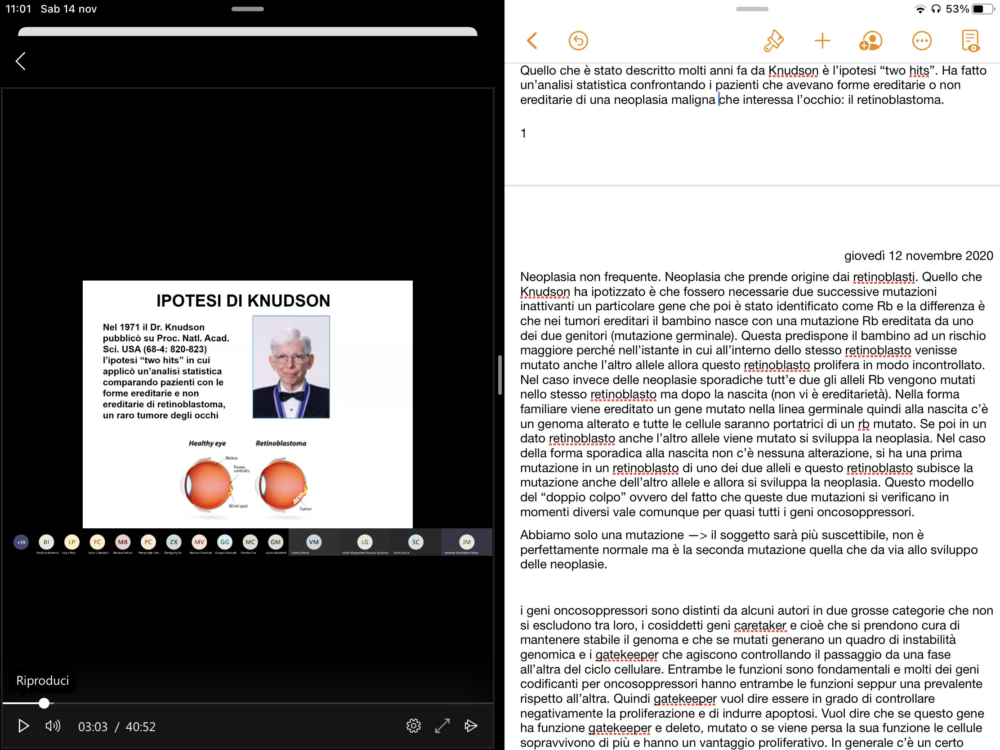 11:01 Sab 14 nov
53%
IPOTESI DI KNUDSON
Nel 1971 il Dr. Knudson
pubblicò su Proc. Natl. Acad.
Sci. USA (68-4: 820-823)
l'ipotesi "two hits" in cui
applicò un'analisi statistica
comparando pazienti con le
forme ereditarie e non
ereditarie di retinoblastoma,
un raro tumore degli occhi
Healthy eye
Retinoblastoma
Retina
Fovea
centralis
Blind spot
Tumor
+59 BI LP FC MB PC ZX MV GG MC GM VM LG SC JM
Beatrice Invernici Laura Pizzi Fabio Cubranich Miriana Belloni Piergiorgio Can... Zhengying Xu Martina Valsecchi Giorgia Giancarli Martina Cea Giulia Mazzitelli Valeria Motta Lucile Marguerite Claudius Girardier Silvia Ciocca Jeanette Anne Marie Maier
Riproduci
03:03 / 40:52
Quello che è stato descritto molti anni fa da Knudson è l'ipotesi "two hits". Ha fatto
un'analisi statistica confrontando i pazienti che avevano forme ereditarie o non
ereditarie di una neoplasia maligna che interessa l'occhio: il retinoblastoma.
1
giovedì 12 novembre 2020
Neoplasia non frequente. Neoplasia che prende origine dai retinoblasti. Quello che
Knudson ha ipotizzato è che fossero necessarie due successive mutazioni
inattivanti un particolare gene che poi è stato identificato come Rb e la differenza è
che nei tumori ereditari il bambino nasce con una mutazione Rb ereditata da uno
dei due genitori (mutazione germinale). Questa predispone il bambino ad un rischio
maggiore perché nell'istante in cui all'interno dello stesso retinoblasto venisse
mutato anche l'altro allele allora questo retinoblasto prolifera in modo incontrollato.
Nel caso invece delle neoplasie sporadiche tutt'e due gli alleli Rb vengono mutati
nello stesso retinoblasto ma dopo la nascita (non vi è ereditarietà). Nella forma
familiare viene ereditato un gene mutato nella linea germinale quindi alla nascita c'è
un genoma alterato e tutte le cellule saranno portatrici di un rb mutato. Se poi in un
dato retinoblasto anche l'altro allele viene mutato si sviluppa la neoplasia. Nel caso
della forma sporadica alla nascita non c'è nessuna alterazione, si ha una prima
mutazione in un retinoblasto di uno dei due alleli e questo retinoblasto subisce la
mutazione anche dell'altro allele e allora si sviluppa la neoplasia. Questo modello
del "doppio colpo" ovvero del fatto che queste due mutazioni si verificano in
momenti diversi vale comunque per quasi tutti i geni oncosoppressori.
Abbiamo solo una mutazione —> il soggetto sarà più suscettibile, non è
perfettamente normale ma è la seconda mutazione quella che da via allo sviluppo
delle neoplasie.
i geni oncosoppressori sono distinti da alcuni autori in due grosse categorie che non
si escludono tra loro, i cosiddetti geni caretaker e cioè che si prendono cura di
mantenere stabile il genoma e che se mutati generano un quadro di instabilità
genomica e i gatekeeper che agiscono controllando il passaggio da una fase
all'altra del ciclo cellulare. Entrambe le funzioni sono fondamentali e molti dei geni
codificanti per oncosoppressori hanno entrambe le funzioni seppur una prevalente
rispetto all'altra. Quindi gatekeeper vuol dire essere in grado di controllare
negativamente la proliferazione e di indurre apoptosi. Vuol dire che se questo gene
ha funzione gatekeeper e deleto, mutato o se viene persa la sua funzione le cellule
sopravvivono di più e hanno un vantaggio proliferativo. In generale c'è un certo